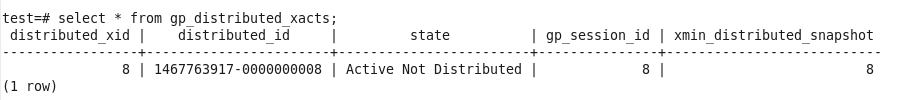 test=# select * from gp_distributed_xacts;
 distributed_xid |    distributed_id     |         state          | gp_session_id | xmin_distributed_snapshot
-----------------+-----------------------+------------------------+---------------+---------------------------
               8 | 1467763917-0000000008 | Active Not Distributed |             8 |                         8
(1 row)